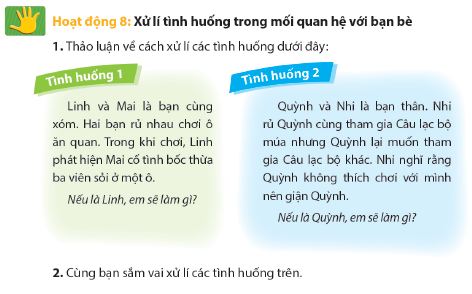 Hoạt động 8: Xử lí tình huống trong mối quan hệ với bạn bè
1. Thảo luận về cách xử lí các tình huống dưới đây:
Tình huống 1
Linh và Mai là bạn cùng
xóm. Hai bạn rủ nhau chơi ô
ăn quan. Trong khi chơi, Linh
phát hiện Mai cố tình bốc thừa
ba viên sỏi ở một ô.
Nếu là Linh, em sẽ làm gì?
Tình huống 2
Quỳnh và Nhi là bạn thân. Nhi
rủ Quỳnh cùng tham gia Câu lạc bộ
múa nhưng Quỳnh lại muốn tham
gia Câu lạc bộ khác. Nhi nghĩ rằng
Quỳnh không thích chơi với mình
nên giận Quỳnh.
Nếu là Quỳnh, em sẽ làm gì?
2. Cùng bạn sắm vai xử lí các tình huống trên.